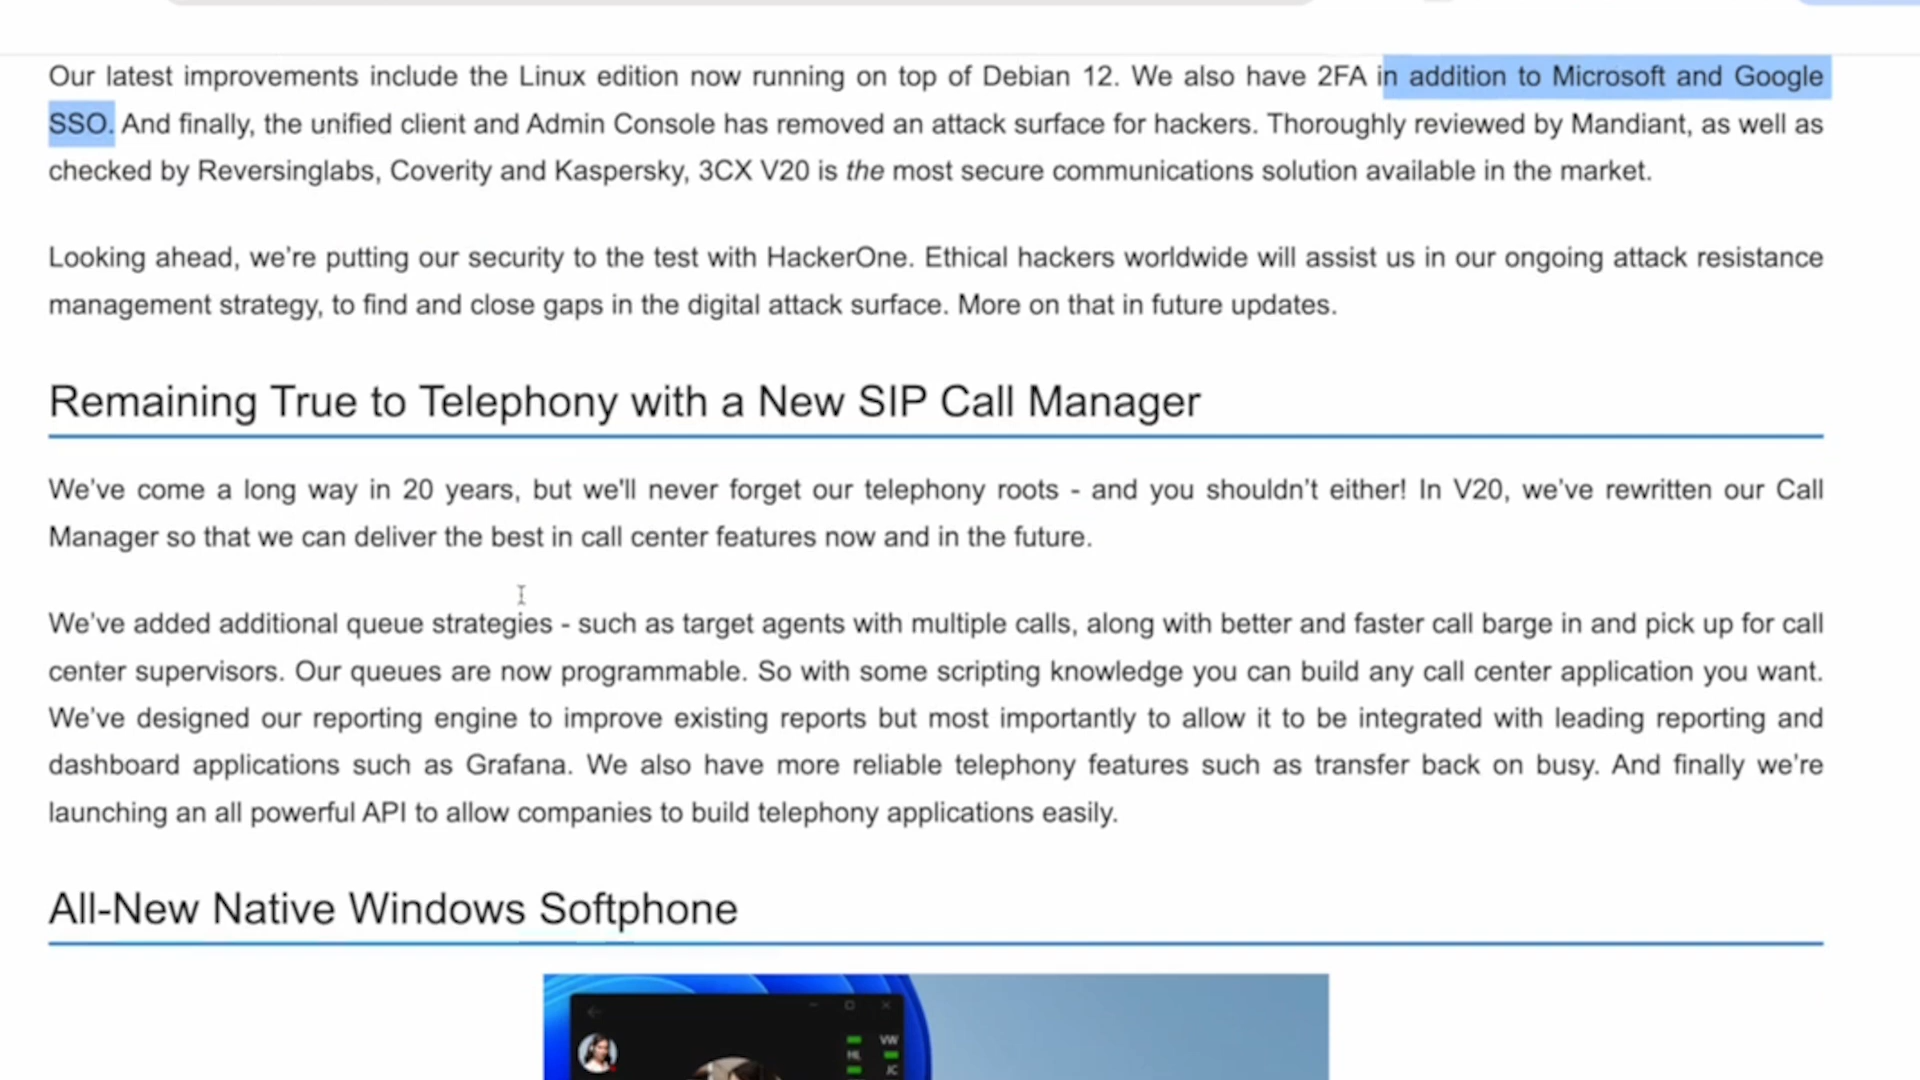 Our latest improvements include the Linux edition now running on top of Debian 12. We also have 2FA in addition to Microsoft and Google
SSO. And finally, the unified client and Admin Console has removed an attack surface for hackers. Thoroughly reviewed by Mandiant, as well as
checked by Reversinglabs, Coverity and Kaspersky, 3CX V20 is the most secure communications solution available in the market.
Looking ahead, we’re putting our security to the test with HackerOne. Ethical hackers worldwide will assist us in our ongoing attack resistance
management strategy, to find and close gaps in the digital attack surface. More on that in future updates.
Remaining True to Telephony with a New SIP Call Manager
We’ve come a long way in 20 years, but we'll never forget our telephony roots - and you shouldn’t either! In V20, we’ve rewritten our Call
Manager so that we can deliver the best in call center features now and in the future.
We’ve added additional queue strategies - such as target agents with multiple calls, along with better and faster call barge in and pick up for call
center supervisors. Our queues are now programmable. So with some scripting knowledge you can build any call center application you want.
We’ve designed our reporting engine to improve existing reports but most importantly to allow it to be integrated with leading reporting and
dashboard applications such as Grafana. We also have more reliable telephony features such as transfer back on busy. And finally we’re
launching an all powerful API to allow companies to build telephony applications easily.
All-New Native Windows Softphone
VW
HL
JC